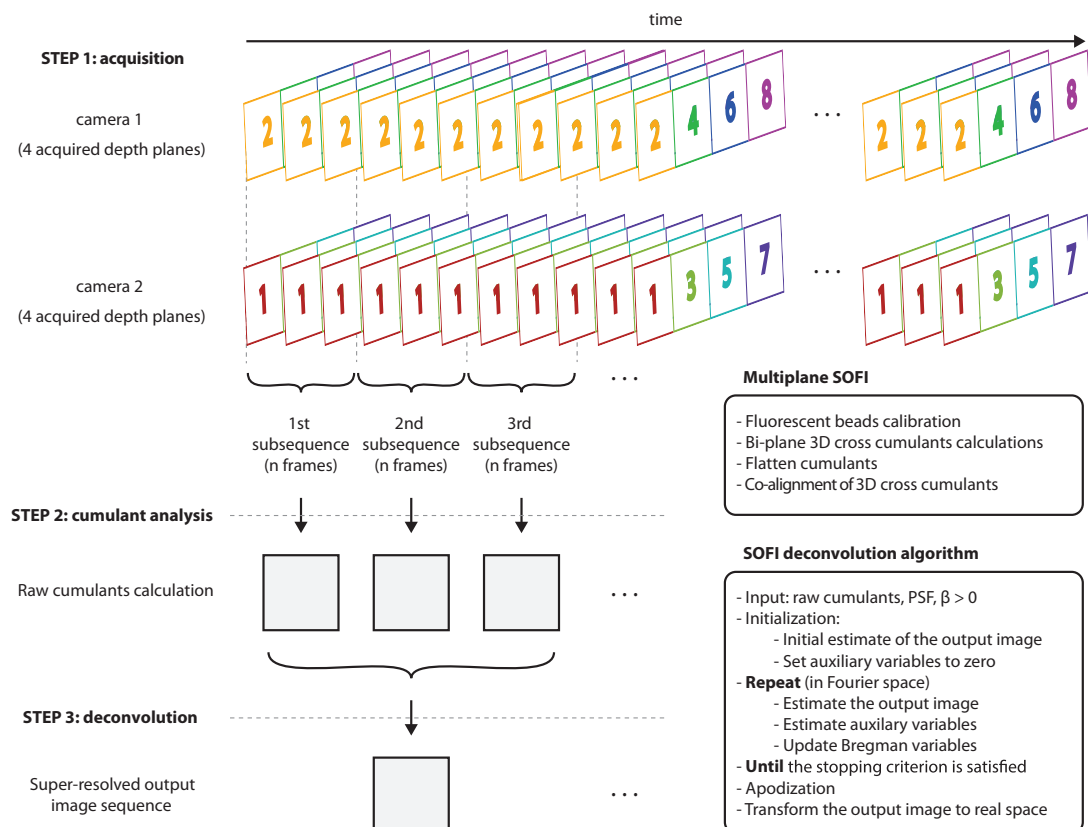 time
STEP 1: acquisition
camera 1
(4 acquired depth planes)
2 2 2 2 2 2 2 2 2 2 2 4 6 8
...
2 2 2 4 6 8
camera 2
(4 acquired depth planes)
1 1 1 1 1 1 1 1 1 1 1 3 5 7
...
1 1 1 3 5 7
1st
subsequence
(n frames)
2nd
subsequence
(n frames)
3rd
subsequence
(n frames)
...
Multiplane SOFI
- Fluorescent beads calibration
- Bi-plane 3D cross cumulants calculations
- Flatten cumulants
- Co-alignment of 3D cross cumulants
STEP 2: cumulant analysis
Raw cumulants calculation
...
STEP 3: deconvolution
Super-resolved output
image sequence
...
SOFI deconvolution algorithm
- Input: raw cumulants, PSF, β > 0
- Initialization:
- Initial estimate of the output image
- Set auxiliary variables to zero
- Repeat (in Fourier space)
- Estimate the output image
- Estimate auxilary variables
- Update Bregman variables
- Until the stopping criterion is satisfied
- Apodization
- Transform the output image to real space